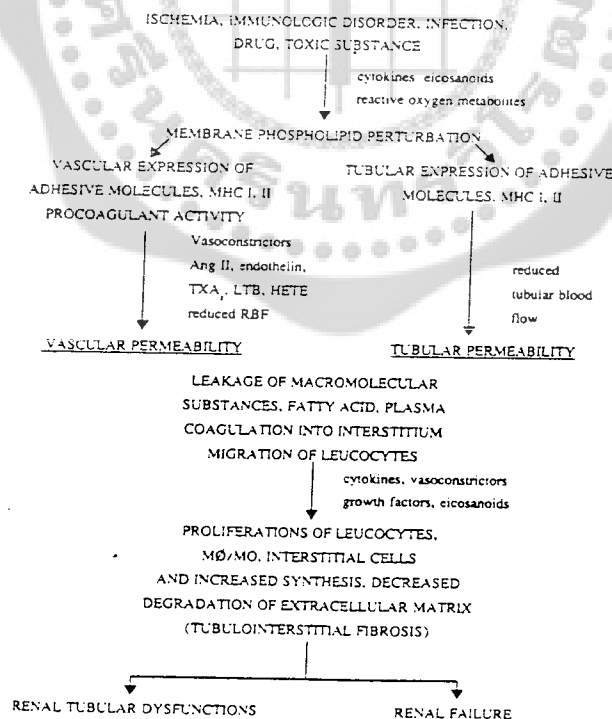 ISCHEMIA, IMMUNOLOGIC DISORDER, INFECTION,
DRUG, TOXIC SUBSTANCE
cytokines eicosanoids
reactive oxygen metabolites
MEMBRANE PHOSPHOLIPID PERTURBATION
VASCULAR EXPRESSION OF
ADHESIVE MOLECULES, MHC I, II
PROCOAGULANT ACTIVITY
TUBULAR EXPRESSION OF ADHESIVE
MOLECULES, MHC I, II
Vasoconstrictors
Ang II, endothelin,
TXA, LTB, HETE
reduced RBF
reduced
tubular blood
flow
VASCULAR PERMEABILITY
TUBULAR PERMEABILITY
LEAKAGE OF MACROMOLECULAR
SUBSTANCES, FATTY ACID, PLASMA
COAGULATION INTO INTERSTITIUM
MIGRATION OF LEUCOCYTES
cytokines, vasoconstrictors
growth factors, eicosanoids
PROLIFERATIONS OF LEUCOCYTES,
MØ/MO, INTERSTITIAL CELLS
AND INCREASED SYNTHESIS, DECREASED
DEGRADATION OF EXTRACELLULAR MATRIX
(TUBULOINTERSTITIAL FIBROSIS)
RENAL TUBULAR DYSFUNCTIONS
RENAL FAILURE